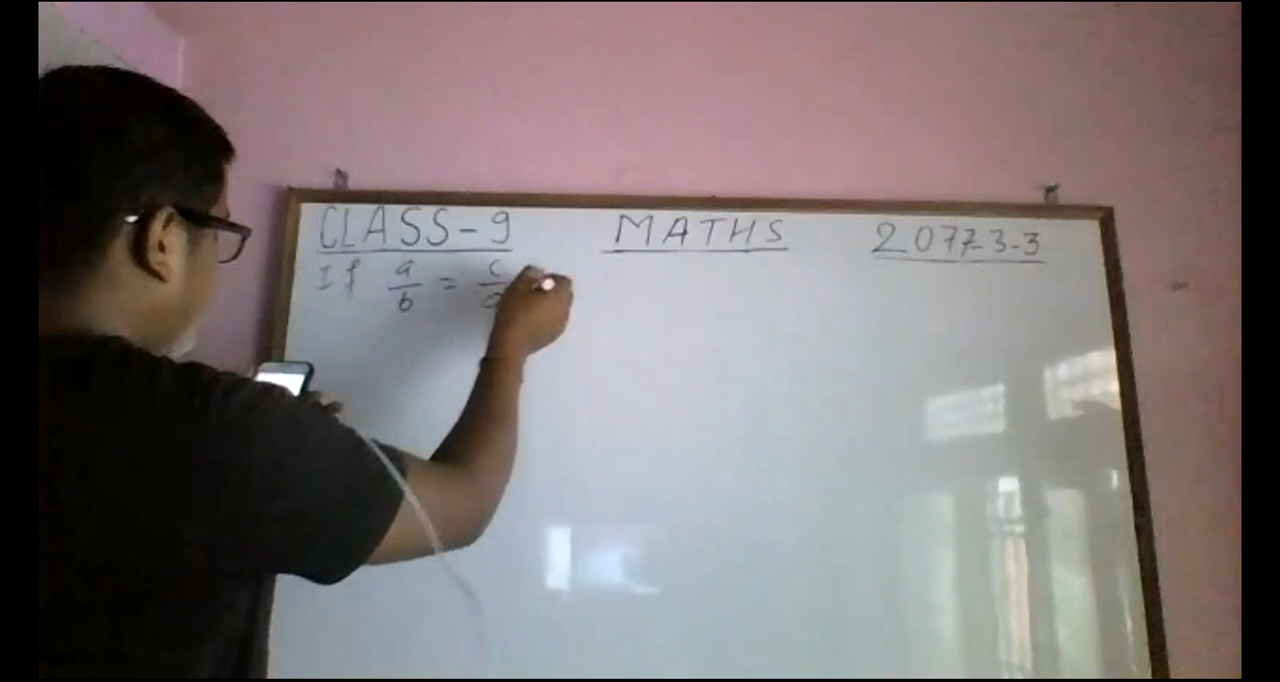 CLASS-9 MATHS 2077-3-3
If a/b = c/